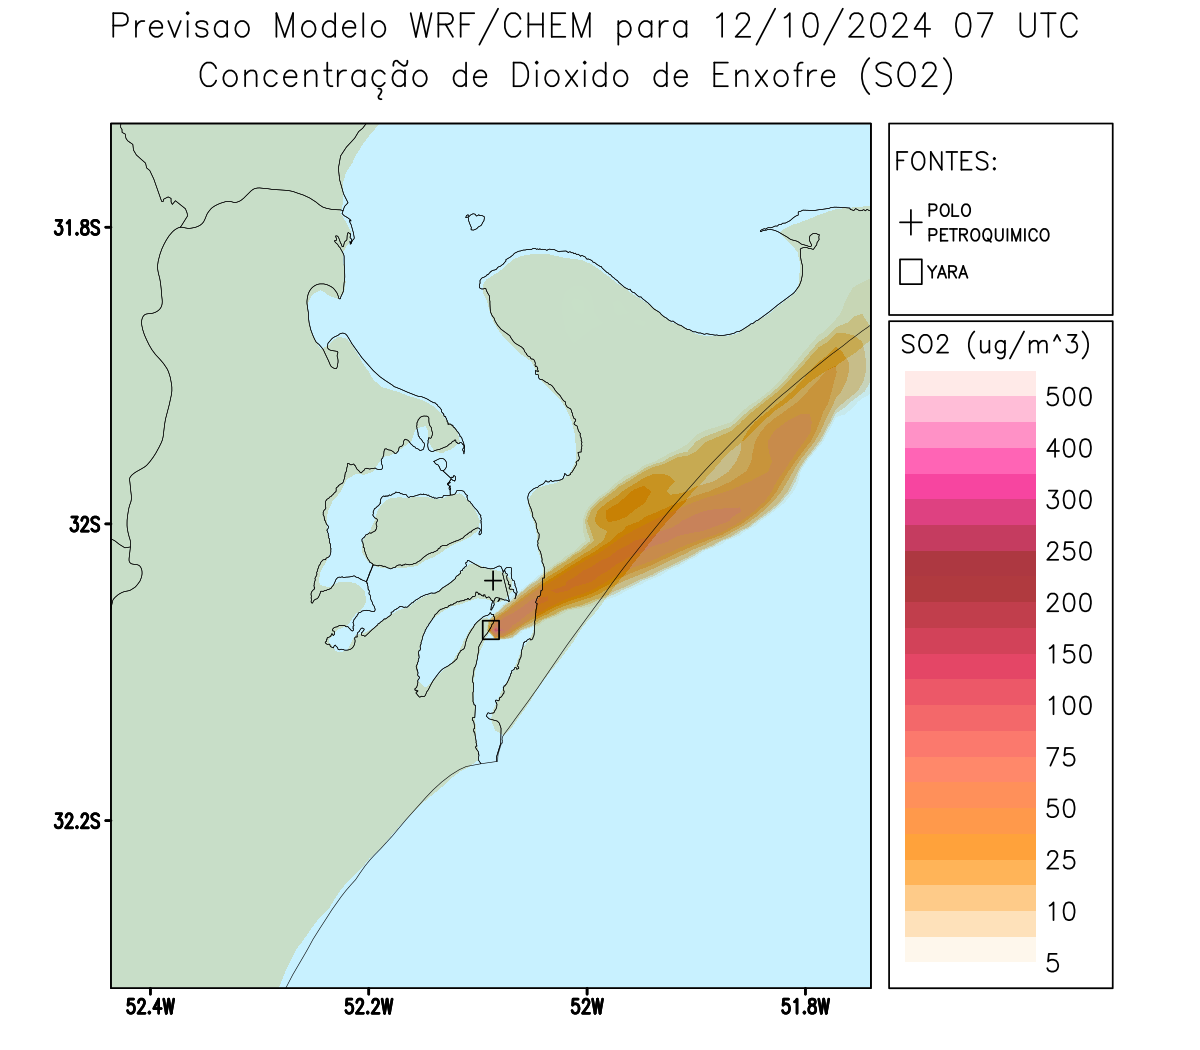 Previsao Modelo WRF/CHEM para 12/10/2024 07 UTC
Concentração de Dioxido de Enxofre (SO2)
FONTES:
POLO
PETROQUIMICO
YARA
31.8S
32S
32.2S
52.4W
52.2W
52W
51.8W
SO2 (ug/m^3)
500
400
300
250
200
150
100
75
50
25
10
5